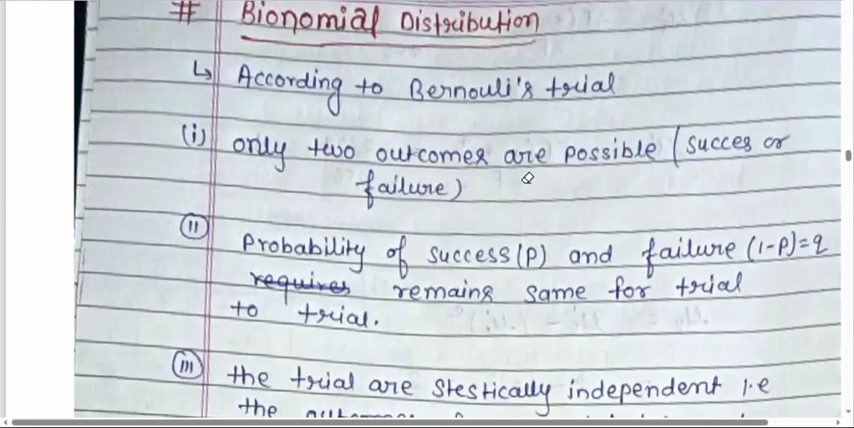 # Bionomial Distribution
↳ According to Bernouli's trial
(i) only two outcomes are possible (succes or
failure)
(ii) Probability of success (P) and failure (1-P)=q
requires remains same for trial
to trial.
(iii) the trial are Stestically independent i.e
the